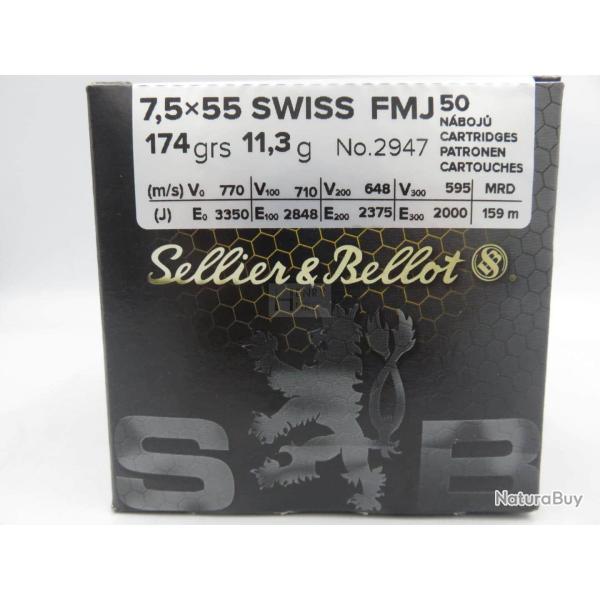 7,5×55 SWISS FMJ 50
NÁBOJŮ
174 grs 11,3 g No.2947
CARTRIDGES
PATRONEN
CARTOUCHES
(m/s) V₀ 770 V₁₀₀ 710 V₂₀₀ 648 V₃₀₀ 595 MRD
(J) E₀ 3350 E₁₀₀ 2848 E₂₀₀ 2375 E₃₀₀ 2000 159 m
Sellier & Bellot ®
S B
NaturaBuy